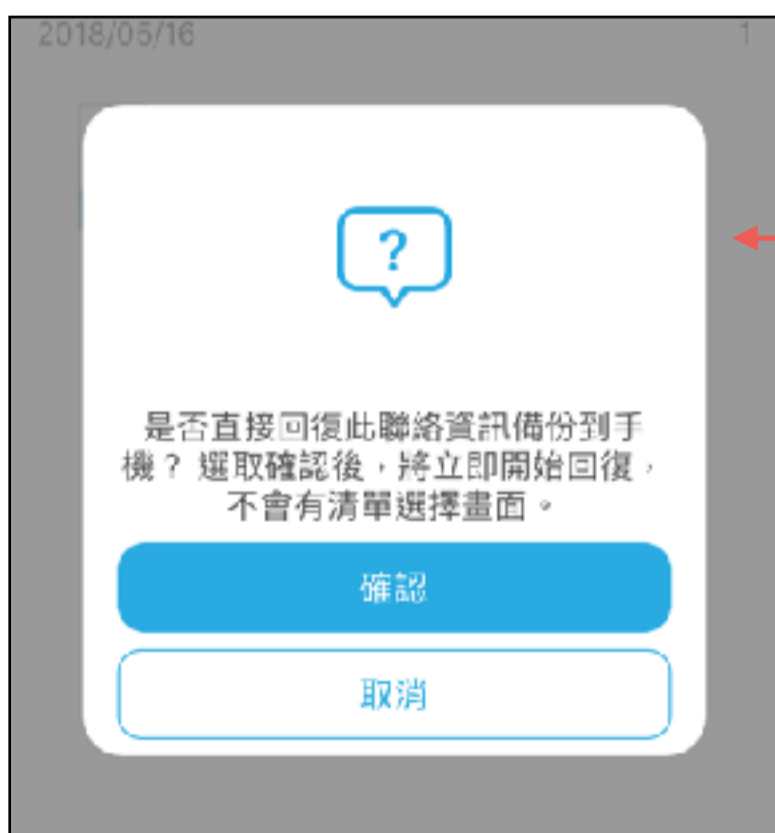 2018/05/16
1
?
是否直接回復此聯絡資訊備份到手
機？ 選取確認後，將立即開始回復，
不會有清單選擇畫面。
確認
取消